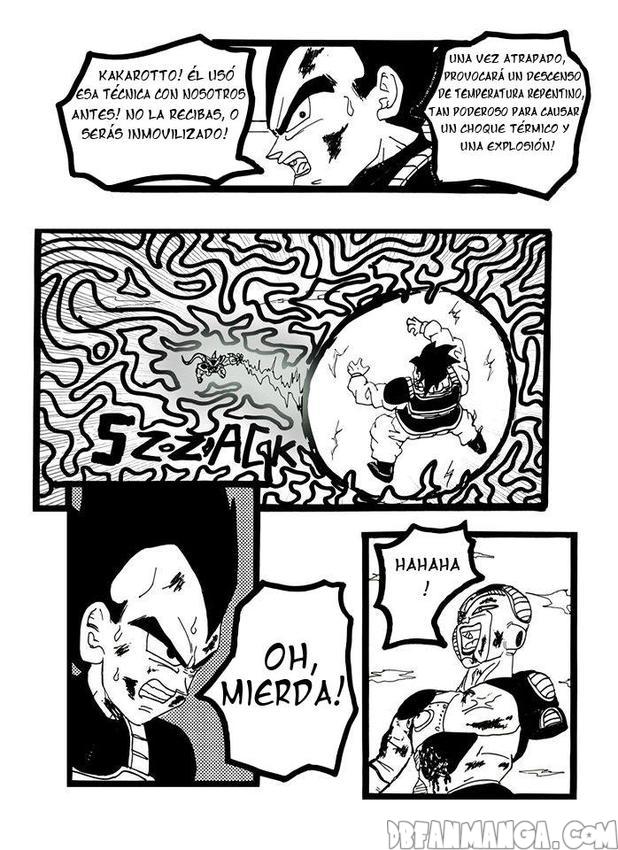 KAKAROTTO! ÉL USÓ
ESA TÉCNICA CON NOSOTROS
ANTES! NO LA RECIBAS, O
SERÁS INMOVILIZADO!
UNA VEZ ATRAPADO,
PROVOCARÁ UN DESCENSO
DE TEMPERATURA REPENTINO,
TAN PODEROSO PARA CAUSAR
UN CHOQUE TÉRMICO Y
UNA EXPLOSIÓN!
OH,
MIERDA!
HAHAHA
!
DBFANMANGA.COM